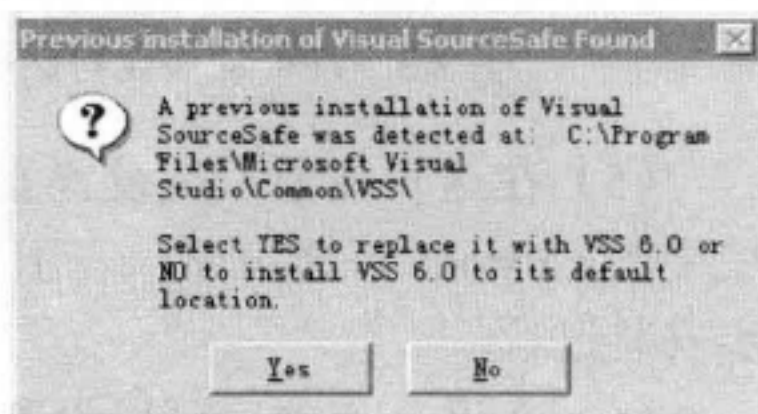 Previous installation of Visual SourceSafe Found
?
A previous installation of Visual
SourceSafe was detected at: C:\Program
Files\Microsoft Visual
Studio\Common\VSS\
Select YES to replace it with VSS 6.0 or
NO to install VSS 6.0 to its default
location.
Yes
No